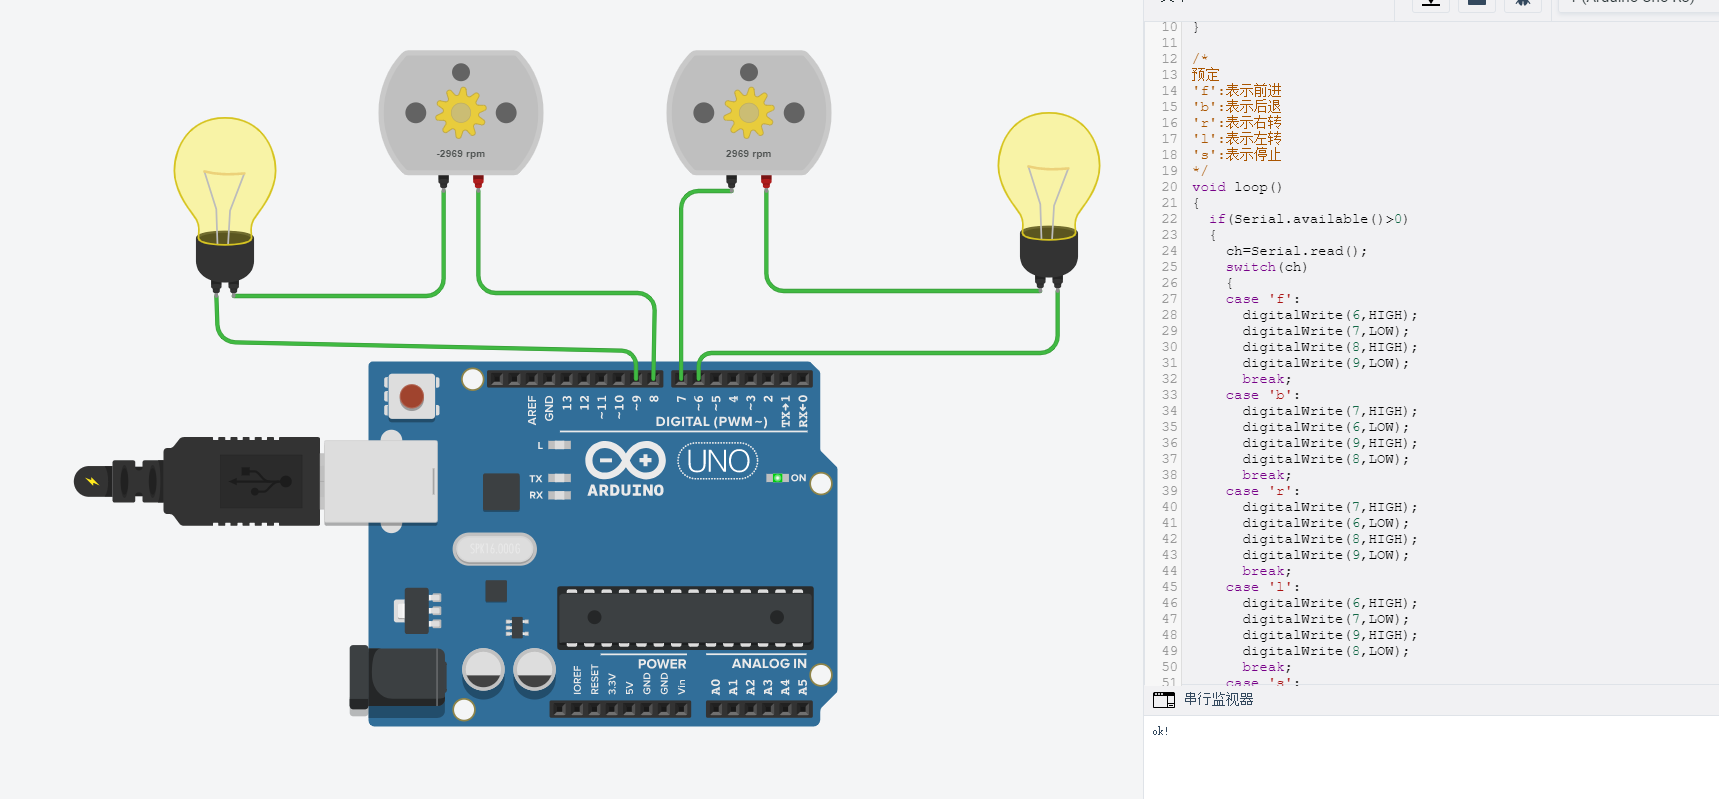 -2969 rpm
2969 rpm
AREF
GND
13
12
~11
~10
~9
8
7
~6
~5
4
~3
2
TX→1
RX←0
DIGITAL (PWM~)
L
TX
RX
ARDUINO
UNO
ON
SPK16.000G
POWER
ANALOG IN
IOREF
RESET
3.3V
5V
GND
GND
Vin
A0
A1
A2
A3
A4
A5
10 }
11
12 /*
13 预定
14 'f':表示前进
15 'b':表示后退
16 'r':表示右转
17 'l':表示左转
18 's':表示停止
19 */
20 void loop()
21 {
22 if(Serial.available()>0)
23 {
24 ch=Serial.read();
25 switch(ch)
26 {
27 case 'f':
28 digitalWrite(6,HIGH);
29 digitalWrite(7,LOW);
30 digitalWrite(8,HIGH);
31 digitalWrite(9,LOW);
32 break;
33 case 'b':
34 digitalWrite(7,HIGH);
35 digitalWrite(6,LOW);
36 digitalWrite(9,HIGH);
37 digitalWrite(8,LOW);
38 break;
39 case 'r':
40 digitalWrite(7,HIGH);
41 digitalWrite(6,LOW);
42 digitalWrite(8,HIGH);
43 digitalWrite(9,LOW);
44 break;
45 case 'l':
46 digitalWrite(6,HIGH);
47 digitalWrite(7,LOW);
48 digitalWrite(9,HIGH);
49 digitalWrite(8,LOW);
50 break;
51 case 's':
串行监视器
ok!